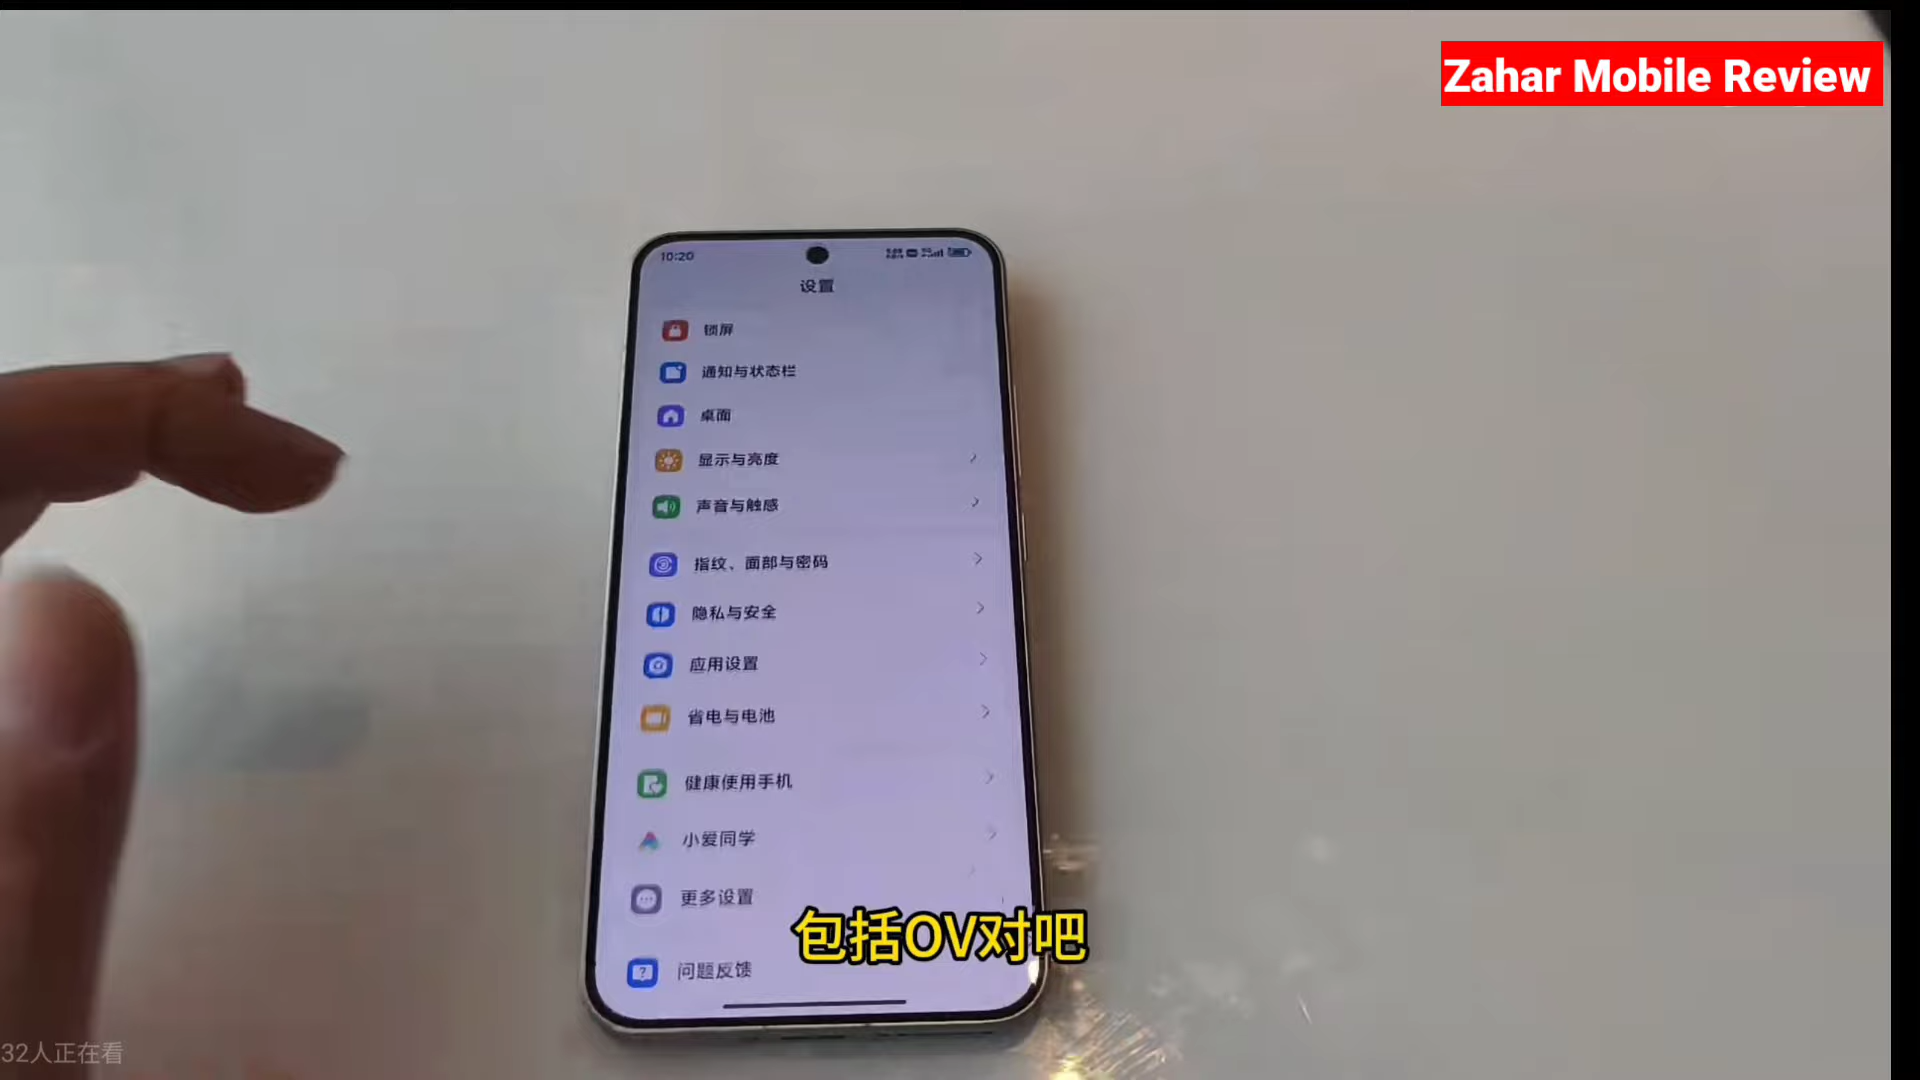 Zahar Mobile Review
10:20
设置
锁屏
通知与状态栏
桌面
显示与亮度
声音与触感
指纹、面部与密码
隐私与安全
应用设置
省电与电池
健康使用手机
小爱同学
更多设置
包括OV对吧
问题反馈
32人正在看